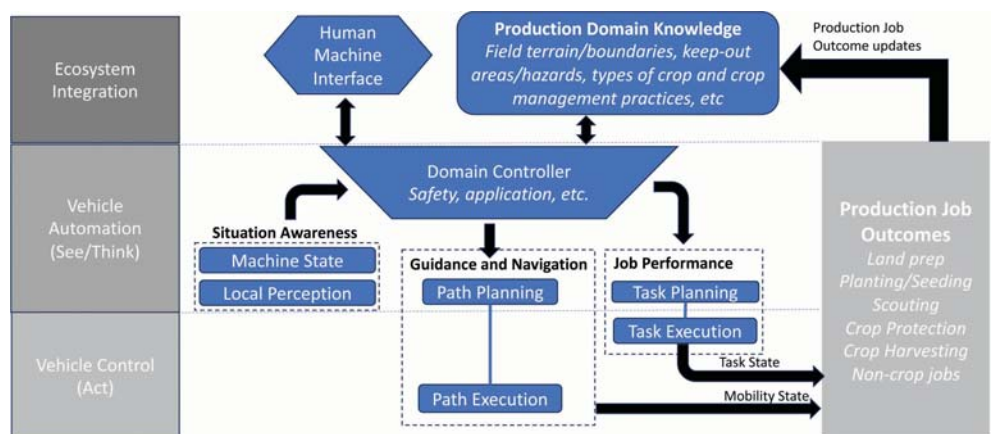 Ecosystem
Integration
Human
Machine
Interface
Production Domain Knowledge
Field terrain/boundaries, keep-out
areas/hazards, types of crop and crop
management practices, etc
Production Job
Outcome updates
Vehicle
Automation
(See/Think)
Domain Controller
Safety, application, etc.
Situation Awareness
Machine State
Local Perception
Guidance and Navigation
Path Planning
Path Execution
Job Performance
Task Planning
Task Execution
Task State
Mobility State
Production Job
Outcomes
Land prep
Planting/Seeding
Scouting
Crop Protection
Crop Harvesting
Non-crop jobs
Vehicle Control
(Act)